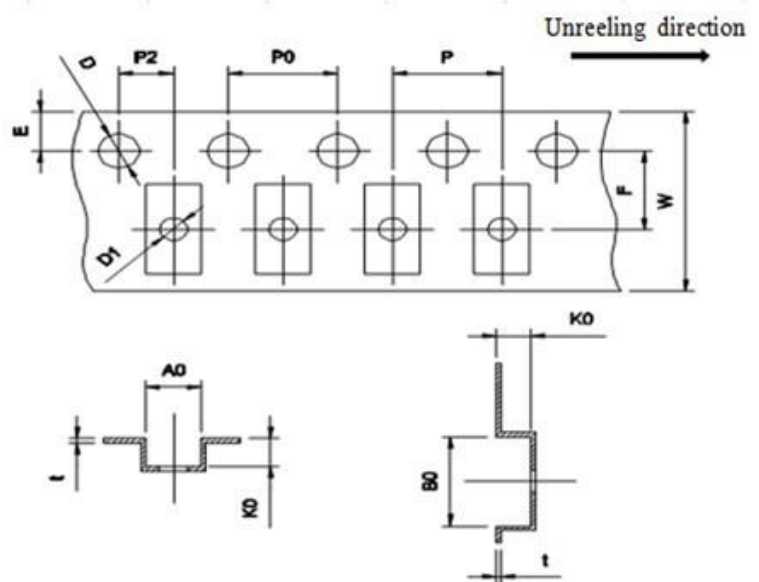 Unreeling direction
D
P2
P0
P
E
F
W
D1
A0
K0
t
K0
B0
t